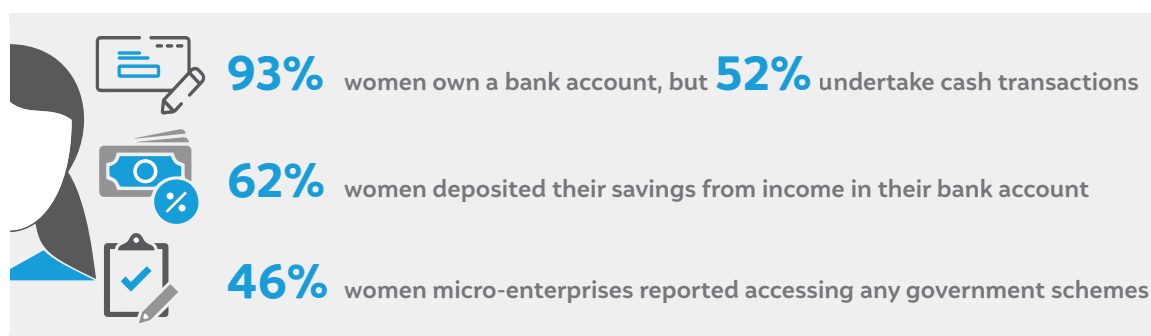 93% women own a bank account, but 52% undertake cash transactions
62% women deposited their savings from income in their bank account
46% women micro-enterprises reported accessing any government schemes